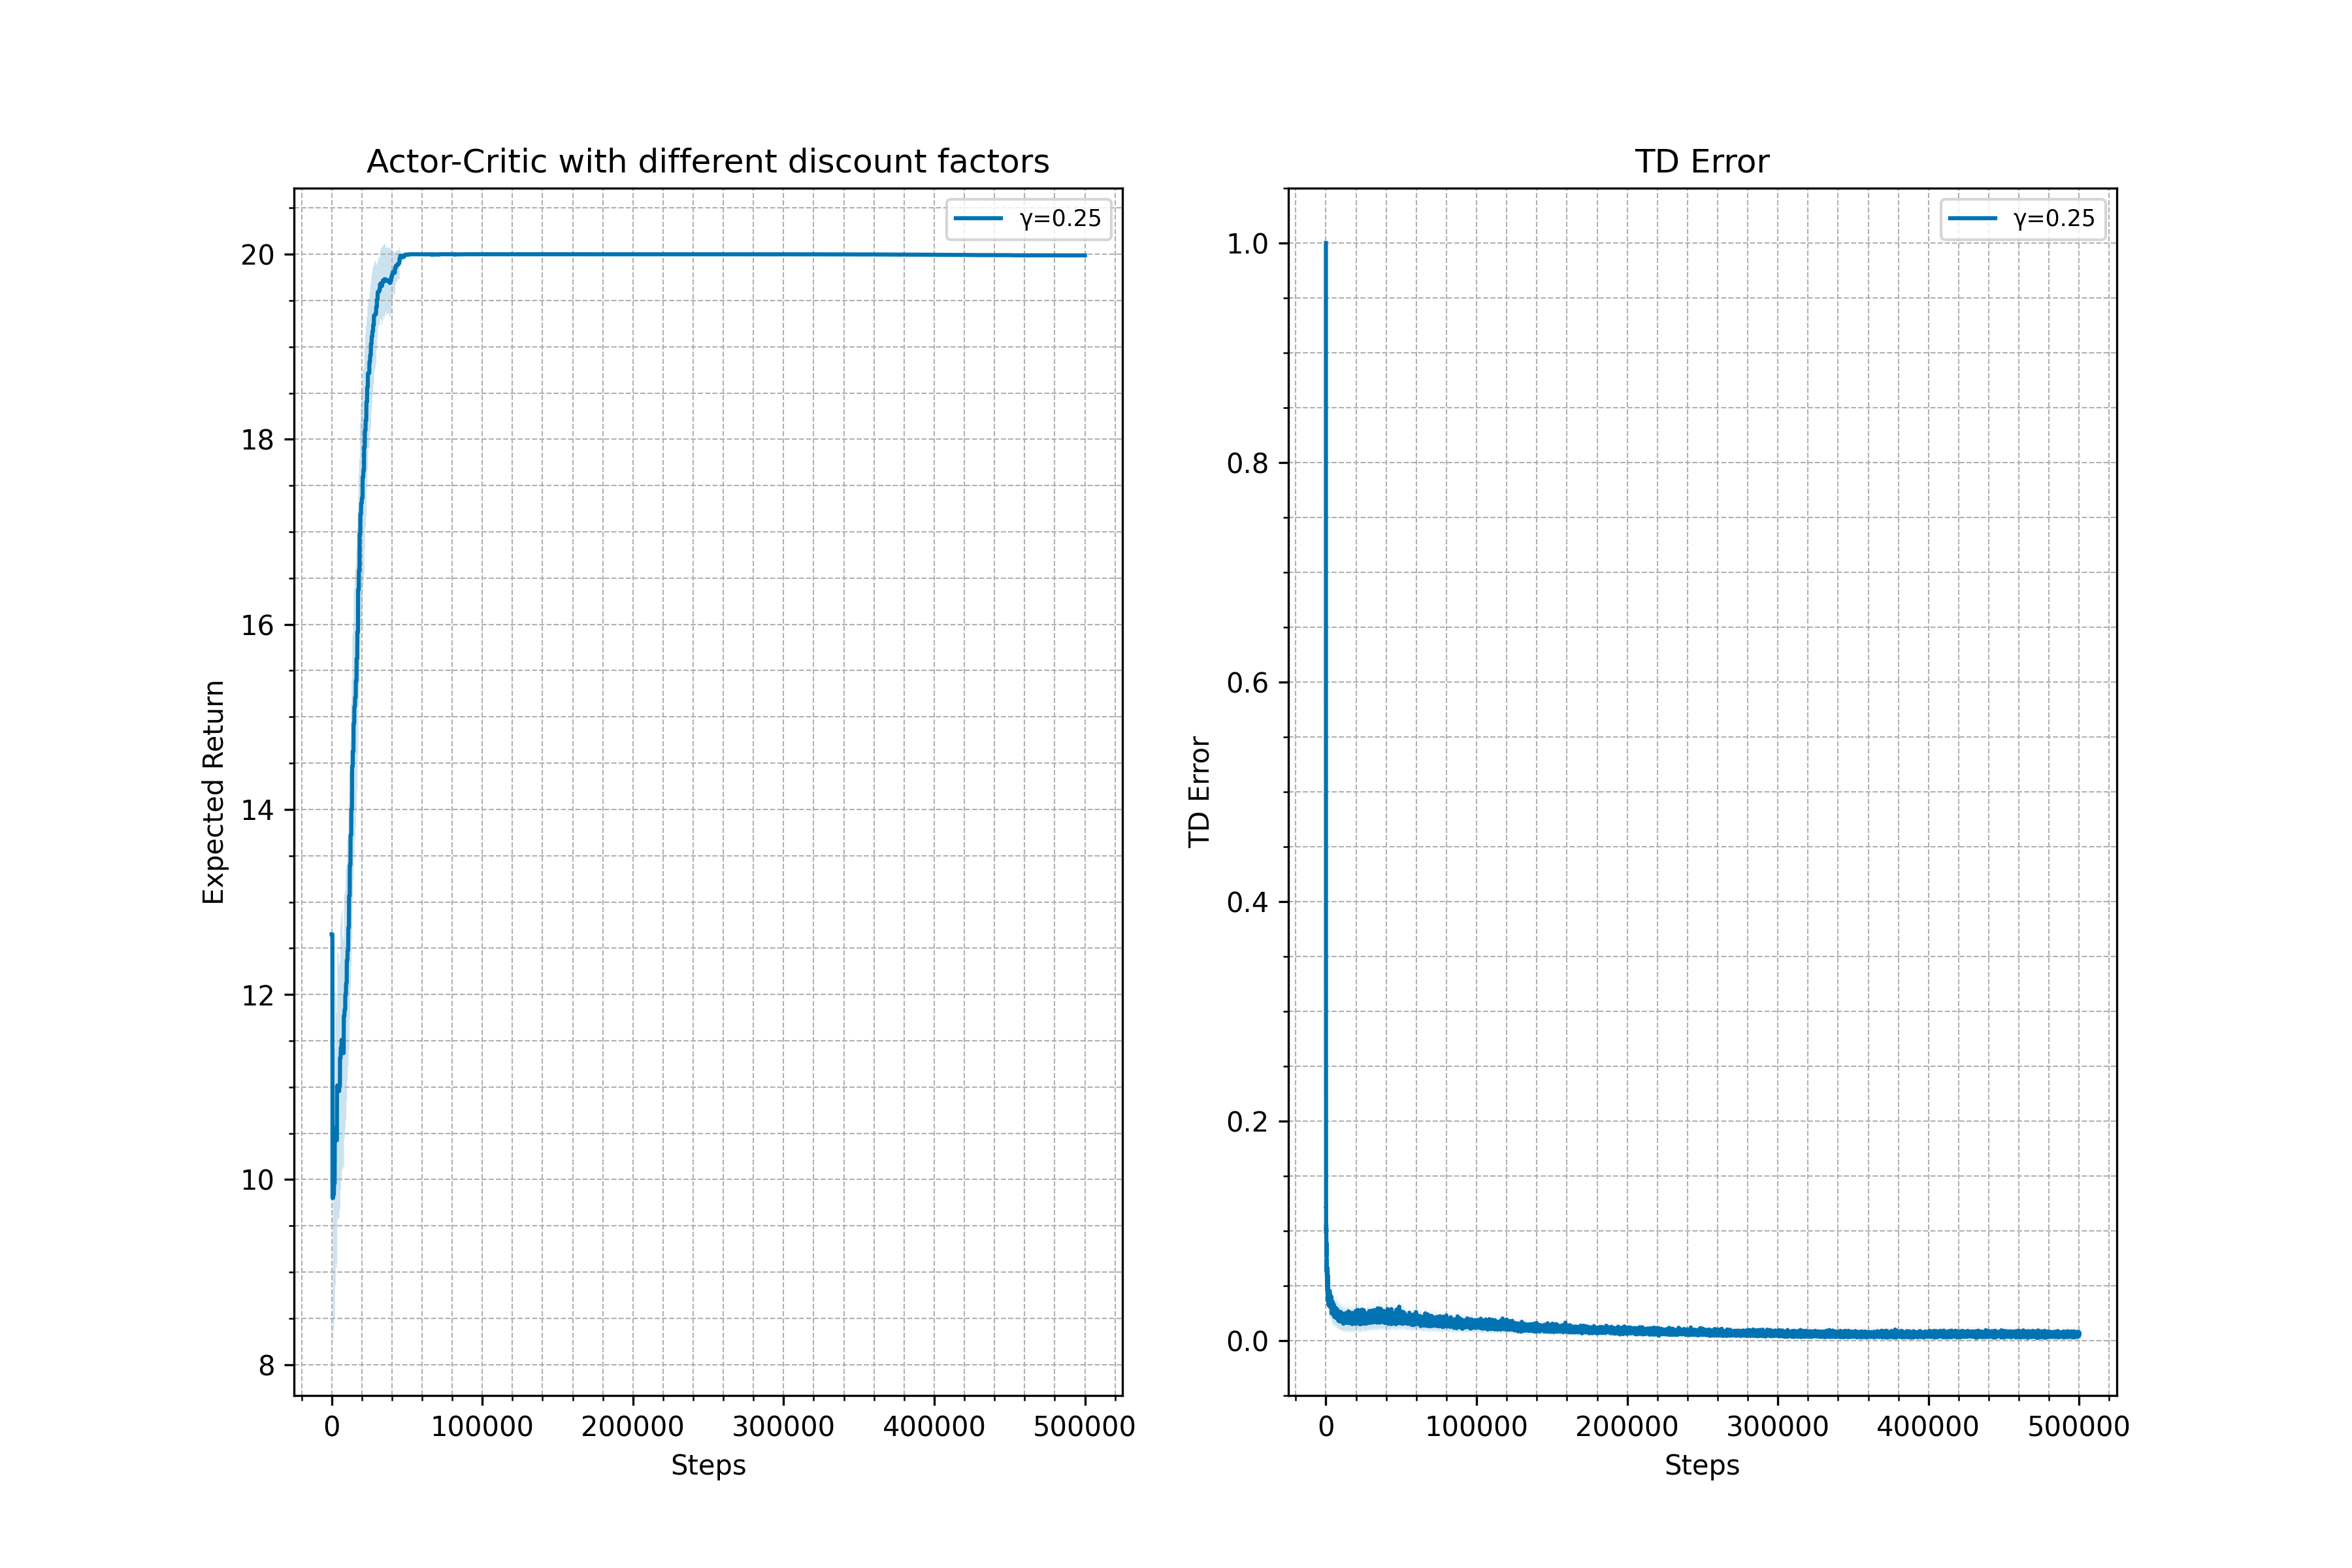 Actor-Critic with different discount factors
γ=0.25
Expected Return
20
18
16
14
12
10
8
0 100000 200000 300000 400000 500000
Steps
TD Error
γ=0.25
TD Error
1.0
0.8
0.6
0.4
0.2
0.0
0 100000 200000 300000 400000 500000
Steps